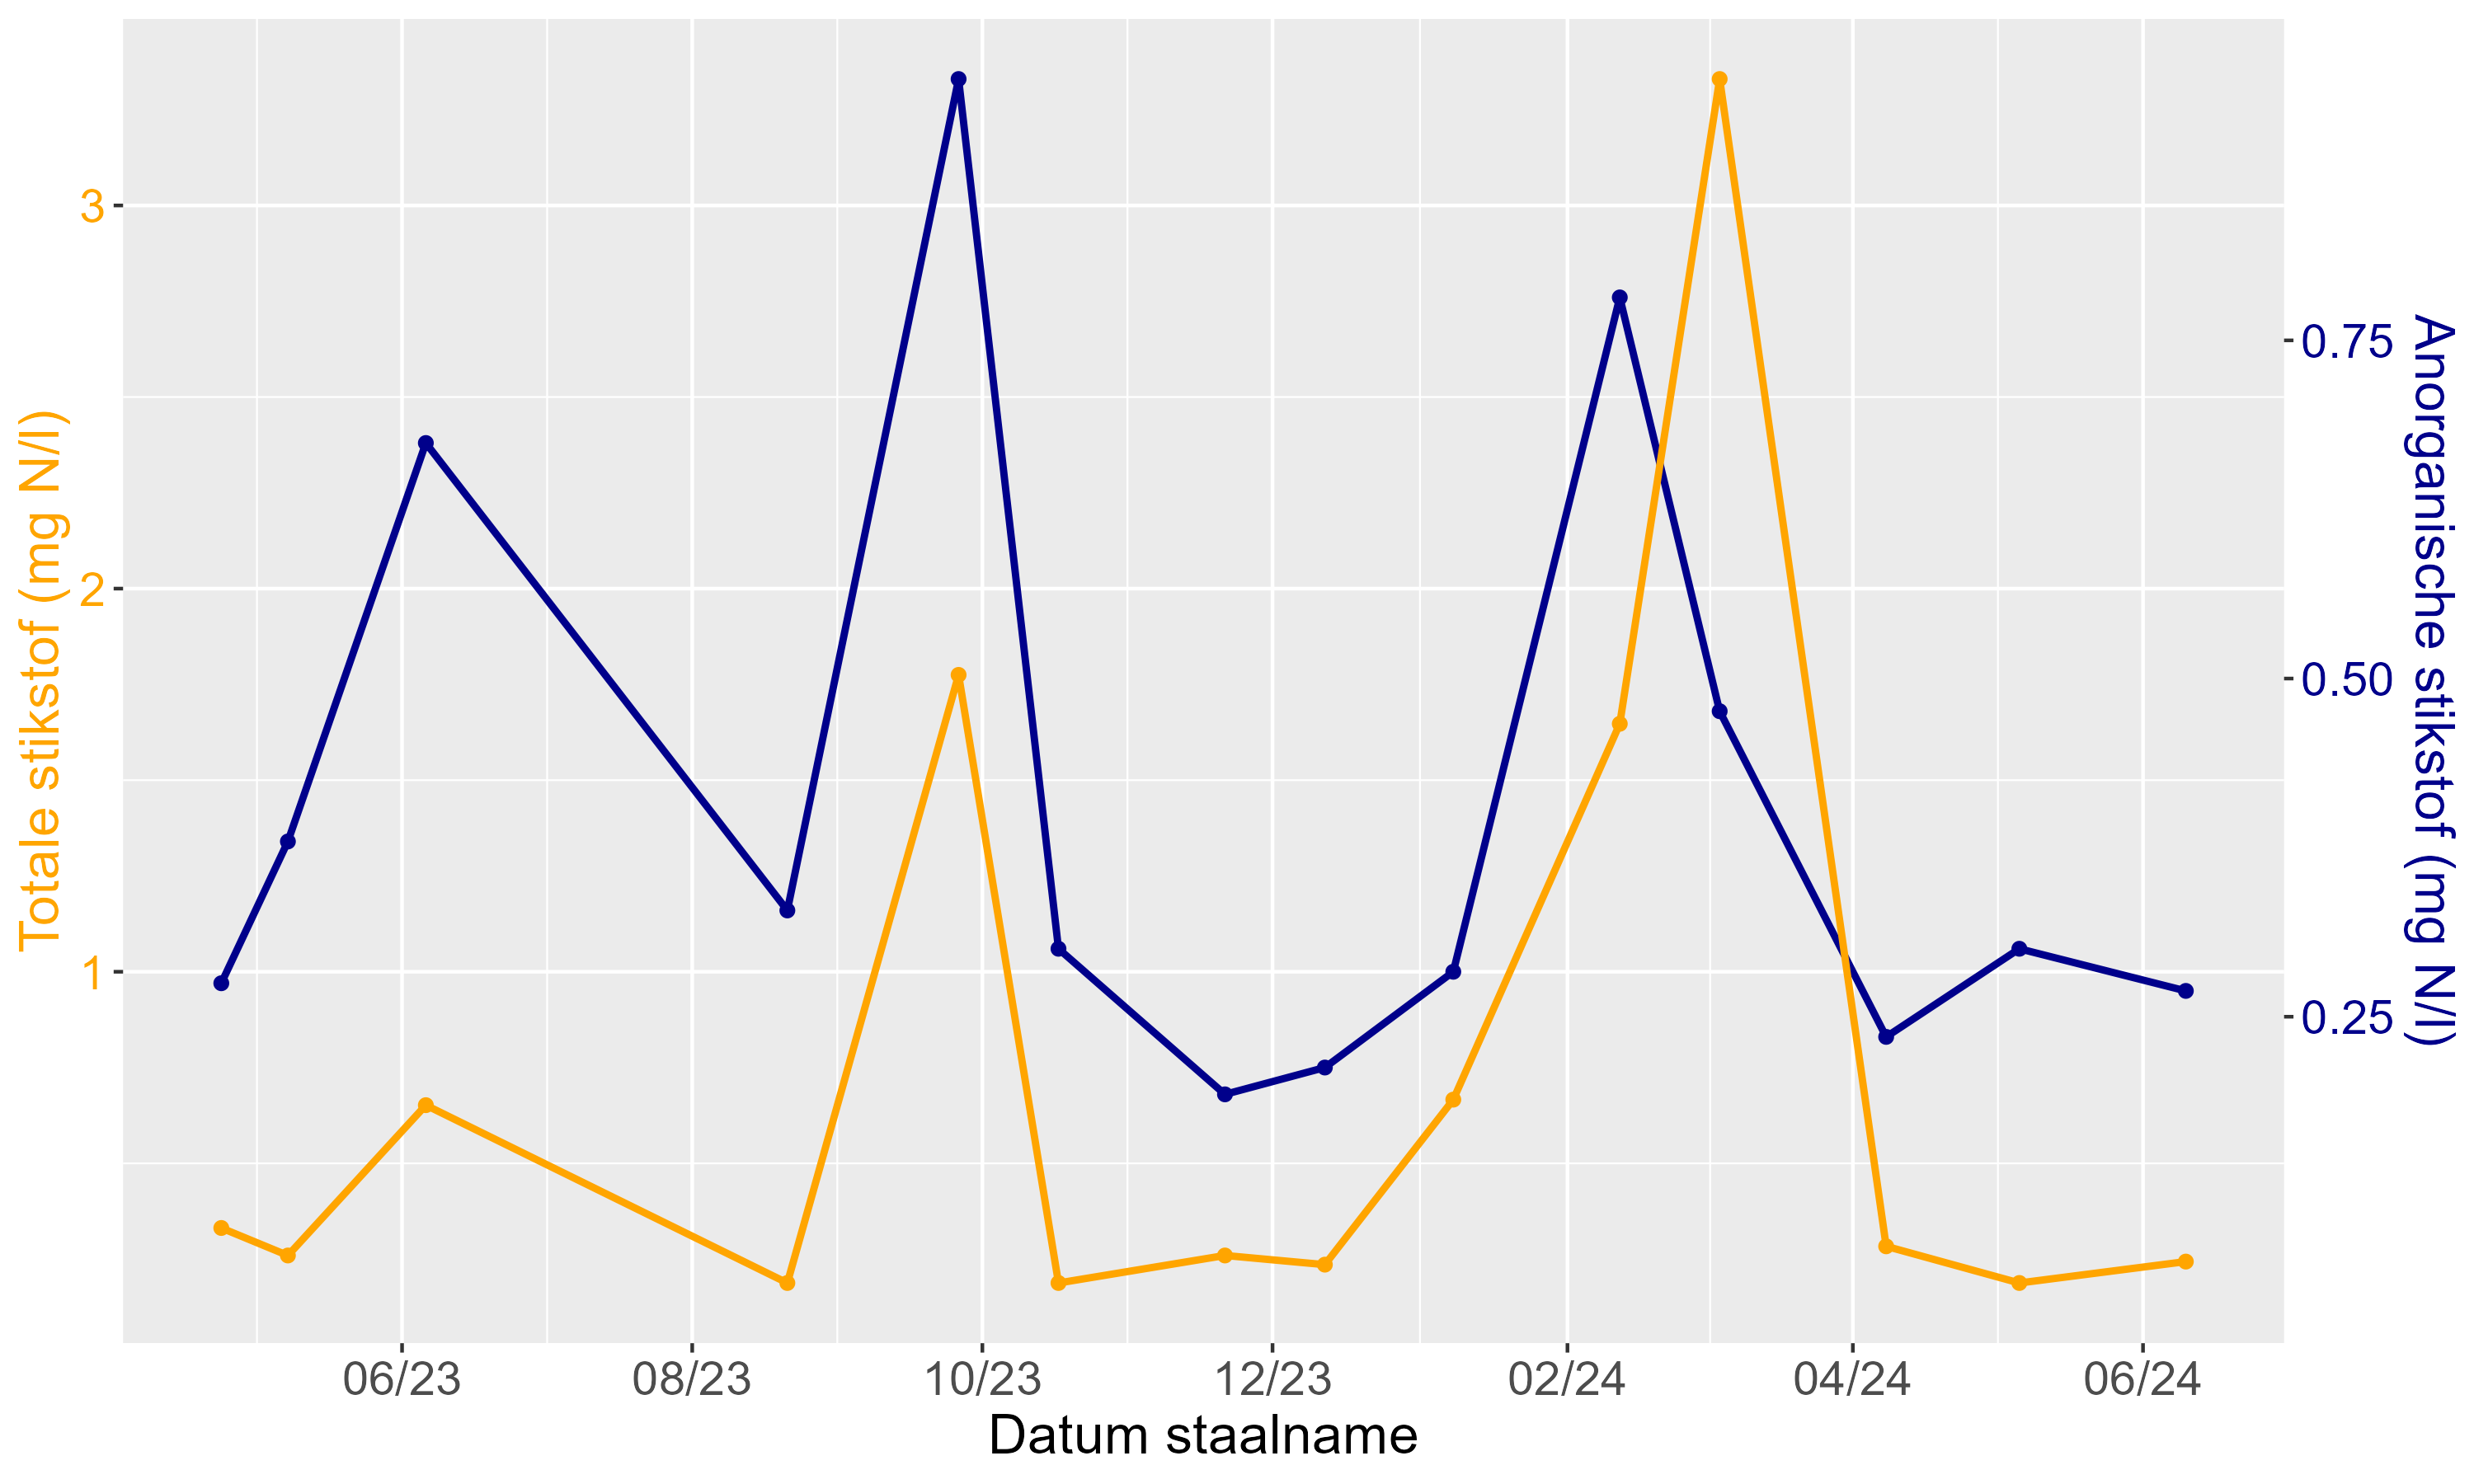 Totale stikstof (mg N/l)
3
2
1
0.75
0.50
0.25
Anorganische stikstof (mg N/l)
06/23 08/23 10/23 12/23 02/24 04/24 06/24
Datum staalname